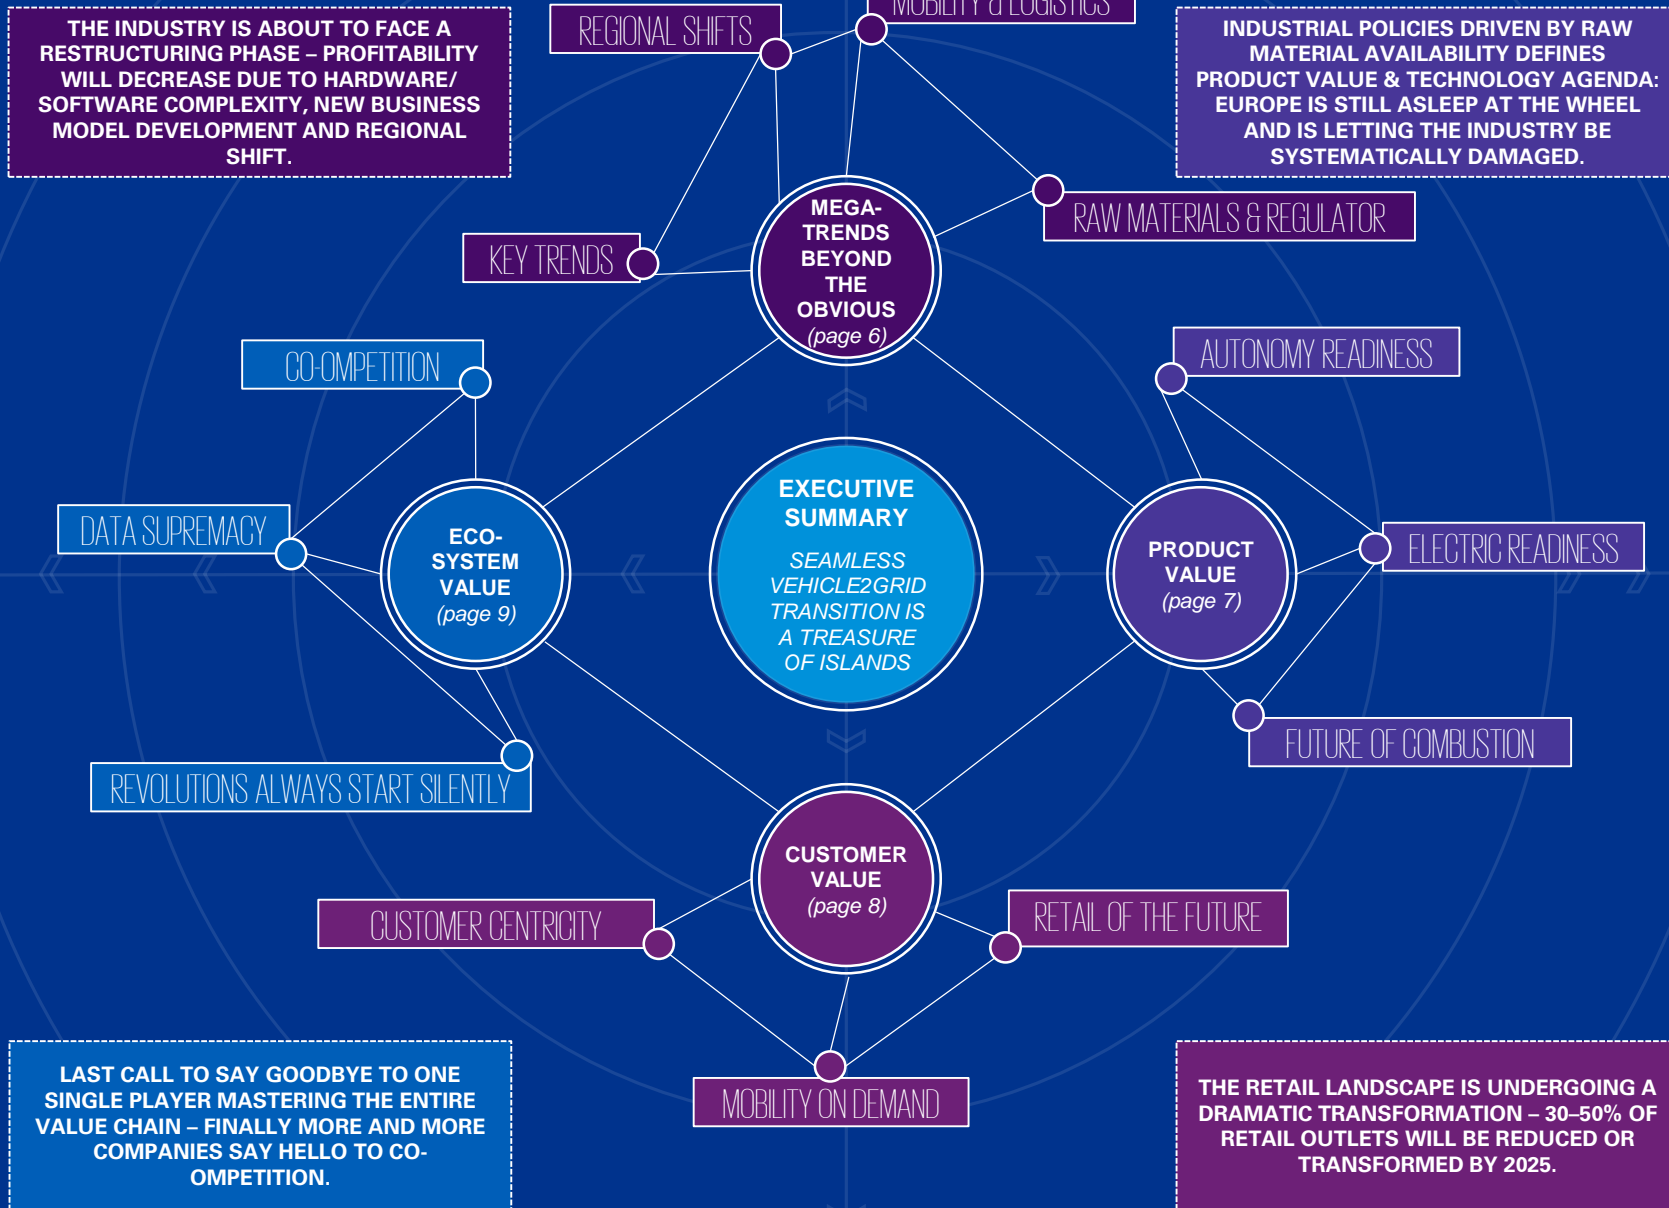 THE INDUSTRY IS ABOUT TO FACE A
RESTRUCTURING PHASE – PROFITABILITY
WILL DECREASE DUE TO HARDWARE/
SOFTWARE COMPLEXITY, NEW BUSINESS
MODEL DEVELOPMENT AND REGIONAL
SHIFT.
REGIONAL SHIFTS
MOBILITY & LOGISTICS
INDUSTRIAL POLICIES DRIVEN BY RAW
MATERIAL AVAILABILITY DEFINES
PRODUCT VALUE & TECHNOLOGY AGENDA:
EUROPE IS STILL ASLEEP AT THE WHEEL
AND IS LETTING THE INDUSTRY BE
SYSTEMATICALLY DAMAGED.
KEY TRENDS
MEGA-
TRENDS
BEYOND
THE
OBVIOUS
(page 6)
RAW MATERIALS & REGULATOR
CO-OMPETITION
AUTONOMY READINESS
DATA SUPREMACY
ECO-
SYSTEM
VALUE
(page 9)
EXECUTIVE
SUMMARY
SEAMLESS
VEHICLE2GRID
TRANSITION IS
A TREASURE
OF ISLANDS
PRODUCT
VALUE
(page 7)
ELECTRIC READINESS
REVOLUTIONS ALWAYS START SILENTLY
FUTURE OF COMBUSTION
CUSTOMER
VALUE
(page 8)
CUSTOMER CENTRICITY
RETAIL OF THE FUTURE
MOBILITY ON DEMAND
LAST CALL TO SAY GOODBYE TO ONE
SINGLE PLAYER MASTERING THE ENTIRE
VALUE CHAIN – FINALLY MORE AND MORE
COMPANIES SAY HELLO TO CO-
OMPETITION.
THE RETAIL LANDSCAPE IS UNDERGOING A
DRAMATIC TRANSFORMATION – 30–50% OF
RETAIL OUTLETS WILL BE REDUCED OR
TRANSFORMED BY 2025.